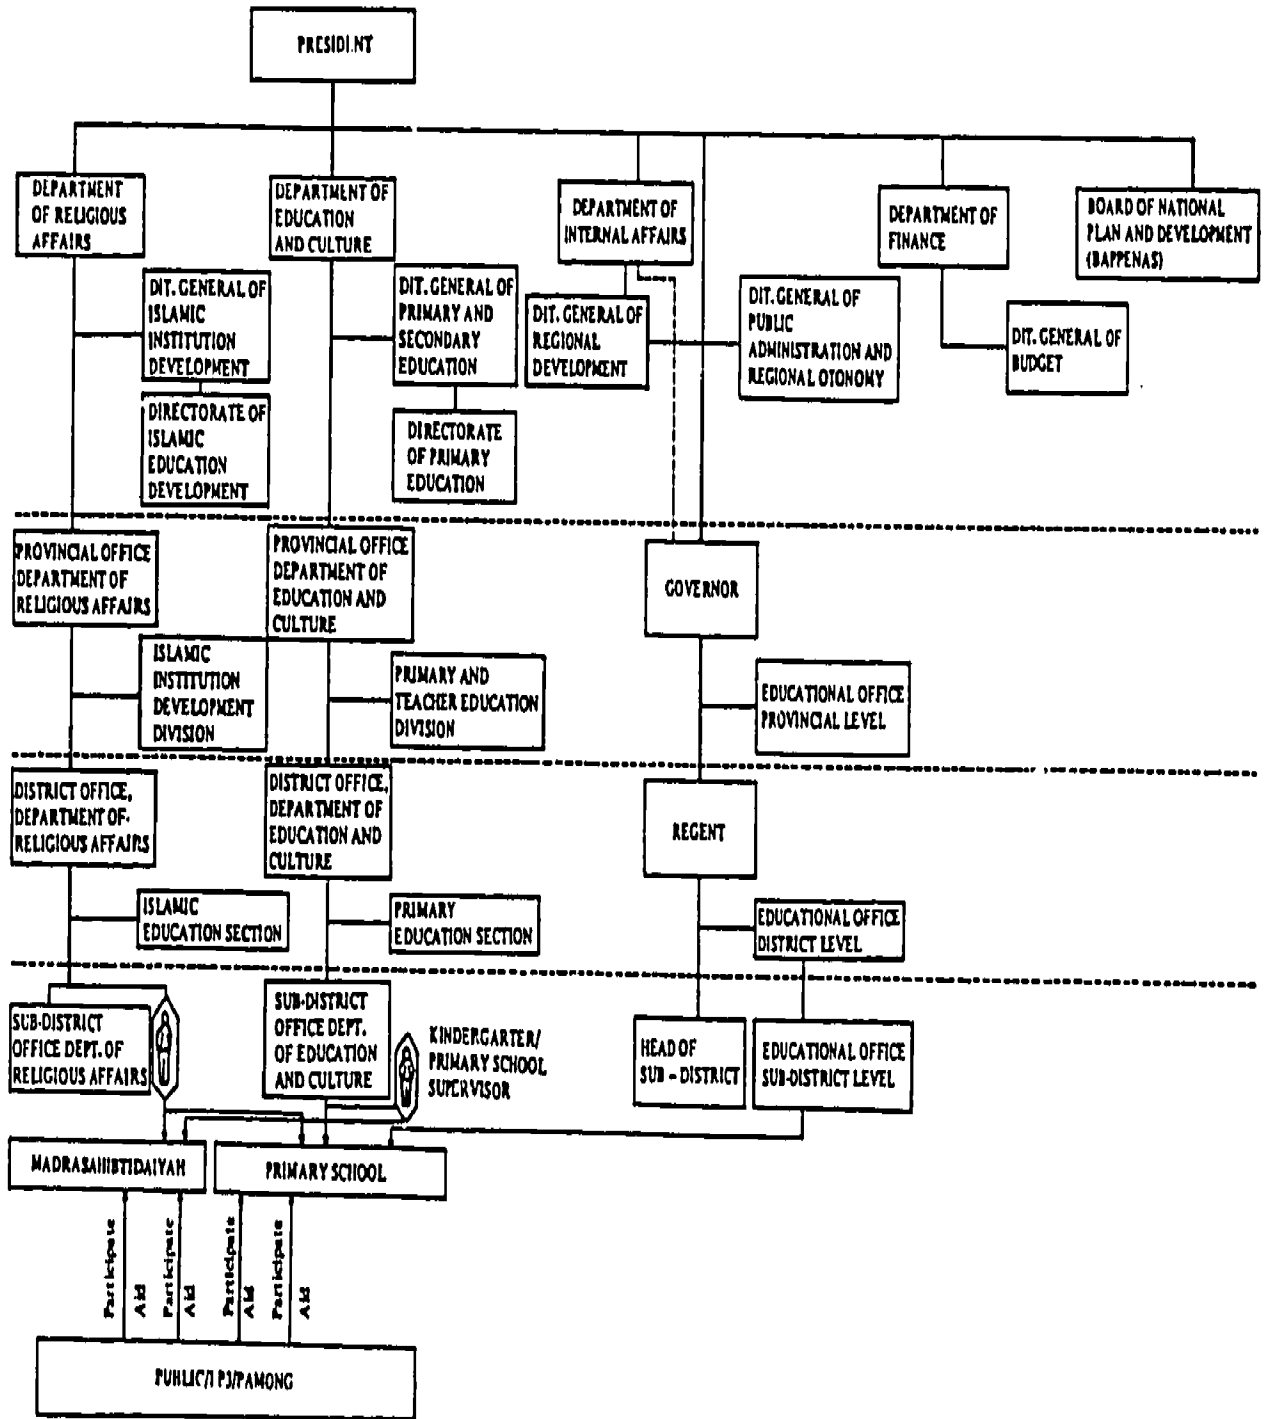 PRESIDENT
DEPARTMENT
OF RELIGIOUS
AFFAIRS
DEPARTMENT OF
EDUCATION
AND CULTURE
DEPARTMENT OF
INTERNAL AFFAIRS
DEPARTMENT OF
FINANCE
BOARD OF NATIONAL
PLAN AND DEVELOPMENT
(BAPPENAS)
DIT. GENERAL OF
ISLAMIC
INSTITUTION
DEVELOPMENT
DIT. GENERAL OF
PRIMARY AND
SECONDARY
EDUCATION
DIT. GENERAL OF
REGIONAL
DEVELOPMENT
DIT. GENERAL OF
PUBLIC
ADMINISTRATION AND
REGIONAL OTONOMY
DIT. GENERAL OF
BUDGET
DIRECTORATE OF
ISLAMIC
EDUCATION
DEVELOPMENT
DIRECTORATE
OF PRIMARY
EDUCATION
PROVINCIAL OFFICE
DEPARTMENT OF
RELIGIOUS AFFAIRS
PROVINCIAL OFFICE
DEPARTMENT OF
EDUCATION AND
CULTURE
GOVERNOR
ISLAMIC
INSTITUTION
DEVELOPMENT
DIVISION
PRIMARY AND
TEACHER EDUCATION
DIVISION
EDUCATIONAL OFFICE
PROVINCIAL LEVEL
DISTRICT OFFICE,
DEPARTMENT OF
RELIGIOUS AFFAIRS
DISTRICT OFFICE,
DEPARTMENT OF
EDUCATION AND
CULTURE
REGENT
ISLAMIC
EDUCATION SECTION
PRIMARY
EDUCATION SECTION
EDUCATIONAL OFFICE
DISTRICT LEVEL
SUB-DISTRICT
OFFICE DEPT. OF
RELIGIOUS AFFAIRS
SUB-DISTRICT
OFFICE DEPT.
OF EDUCATION
AND CULTURE
KINDERGARTER/
PRIMARY SCHOOL
SUPERVISOR
HEAD OF
SUB - DISTRICT
EDUCATIONAL OFFICE
SUB-DISTRICT LEVEL
MADRASAHIBTIDAIYAH
PRIMARY SCHOOL
Participate
Aid
Participate
Aid
Participate
Aid
Participate
Aid
PAMONG